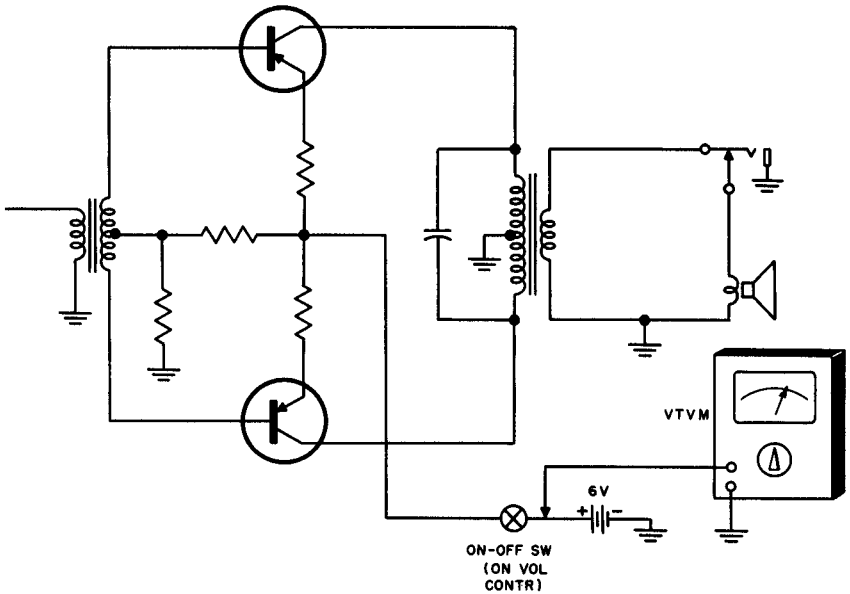 VTVM
6V
+ -
ON-OFF SW
(ON VOL
CONTR)